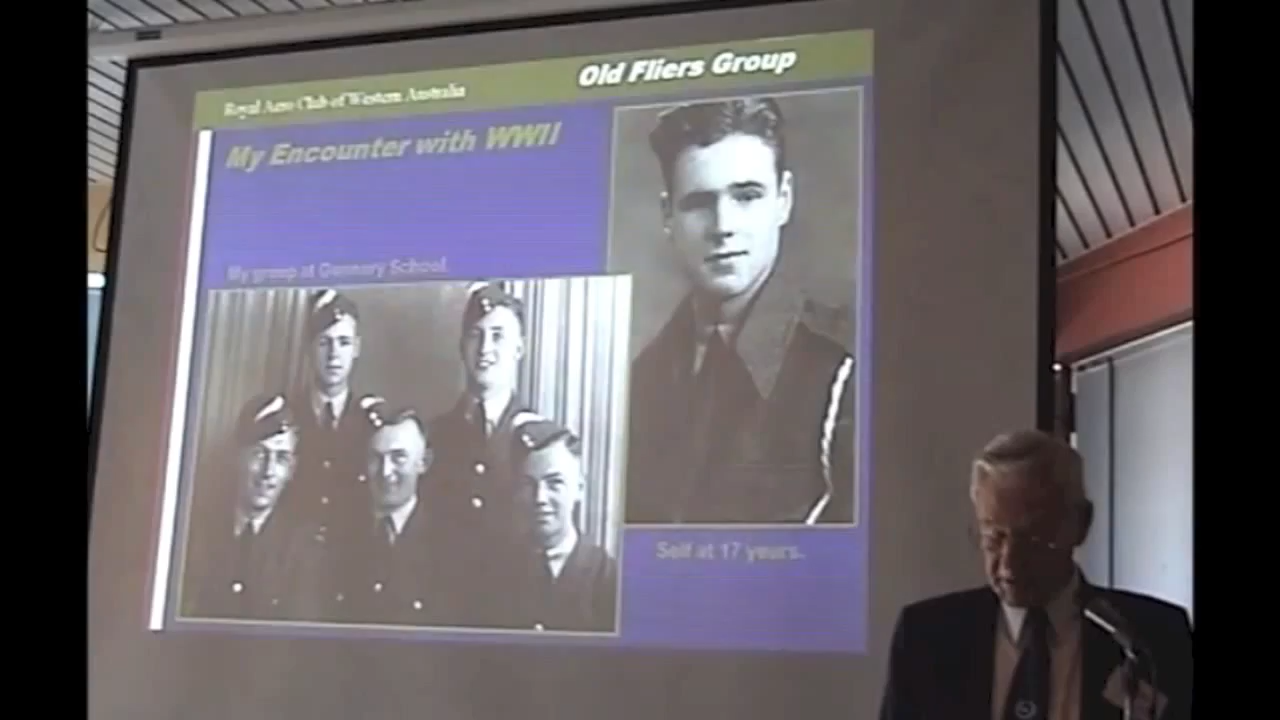 Royal Aero Club of Western Australia
Old Fliers Group
My Encounter with WWII
My group at Gunnery School.
Self at 17 years.